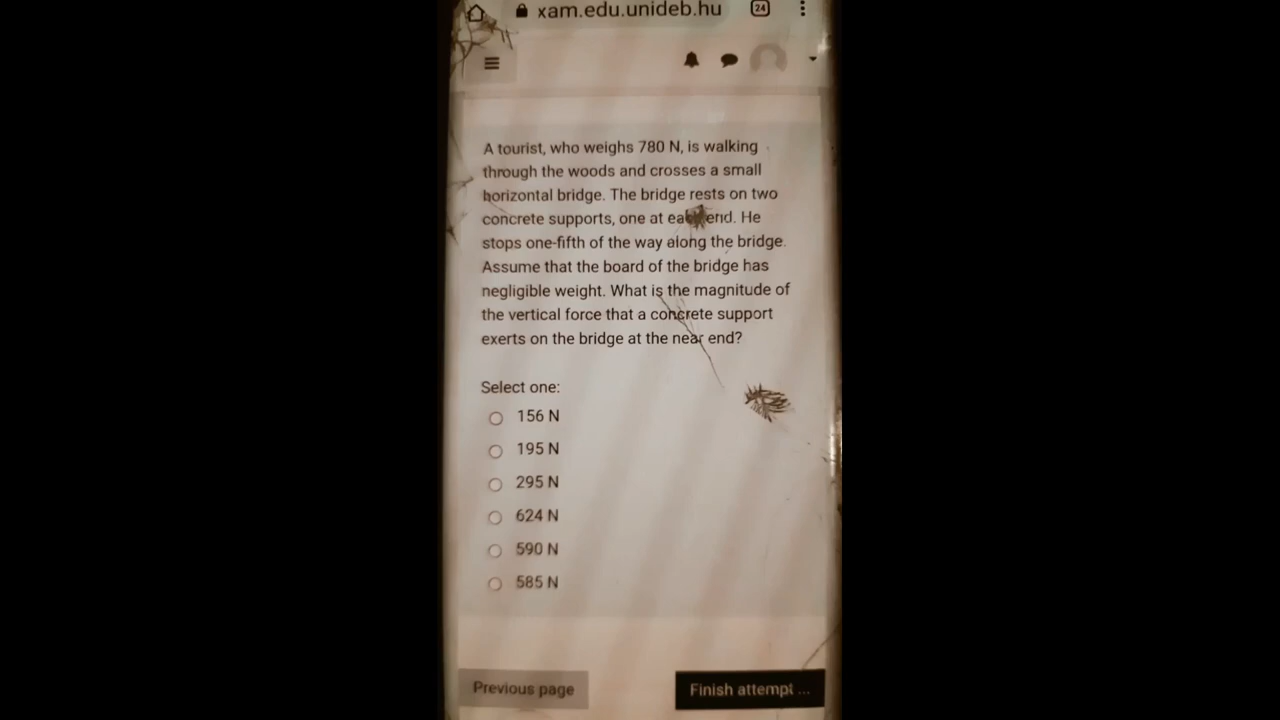 xam.edu.unideb.hu 24
A tourist, who weighs 780 N, is walking
through the woods and crosses a small
horizontal bridge. The bridge rests on two
concrete supports, one at each end. He
stops one-fifth of the way along the bridge.
Assume that the board of the bridge has
negligible weight. What is the magnitude of
the vertical force that a concrete support
exerts on the bridge at the near end?
Select one:
156 N
195 N
295 N
624 N
590 N
585 N
Previous page Finish attempt ...